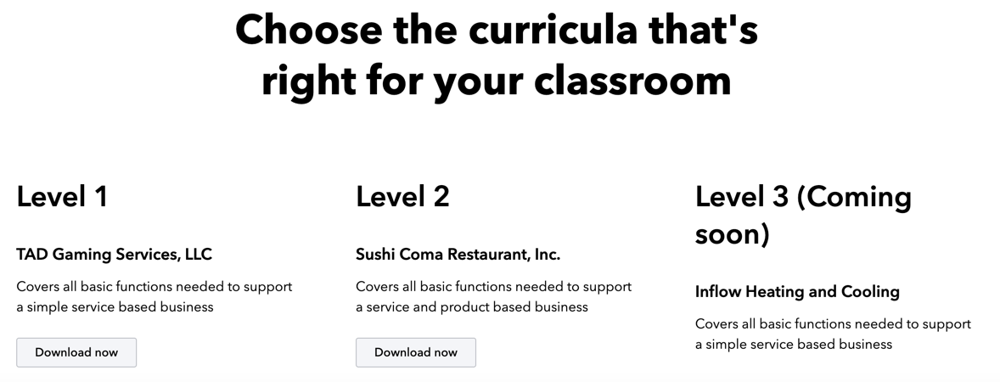 Choose the curricula that's
right for your classroom
Level 1
TAD Gaming Services, LLC
Covers all basic functions needed to support
a simple service based business
Download now
Level 2
Sushi Coma Restaurant, Inc.
Covers all basic functions needed to support
a service and product based business
Download now
Level 3 (Coming
soon)
Inflow Heating and Cooling
Covers all basic functions needed to support
a simple service based business